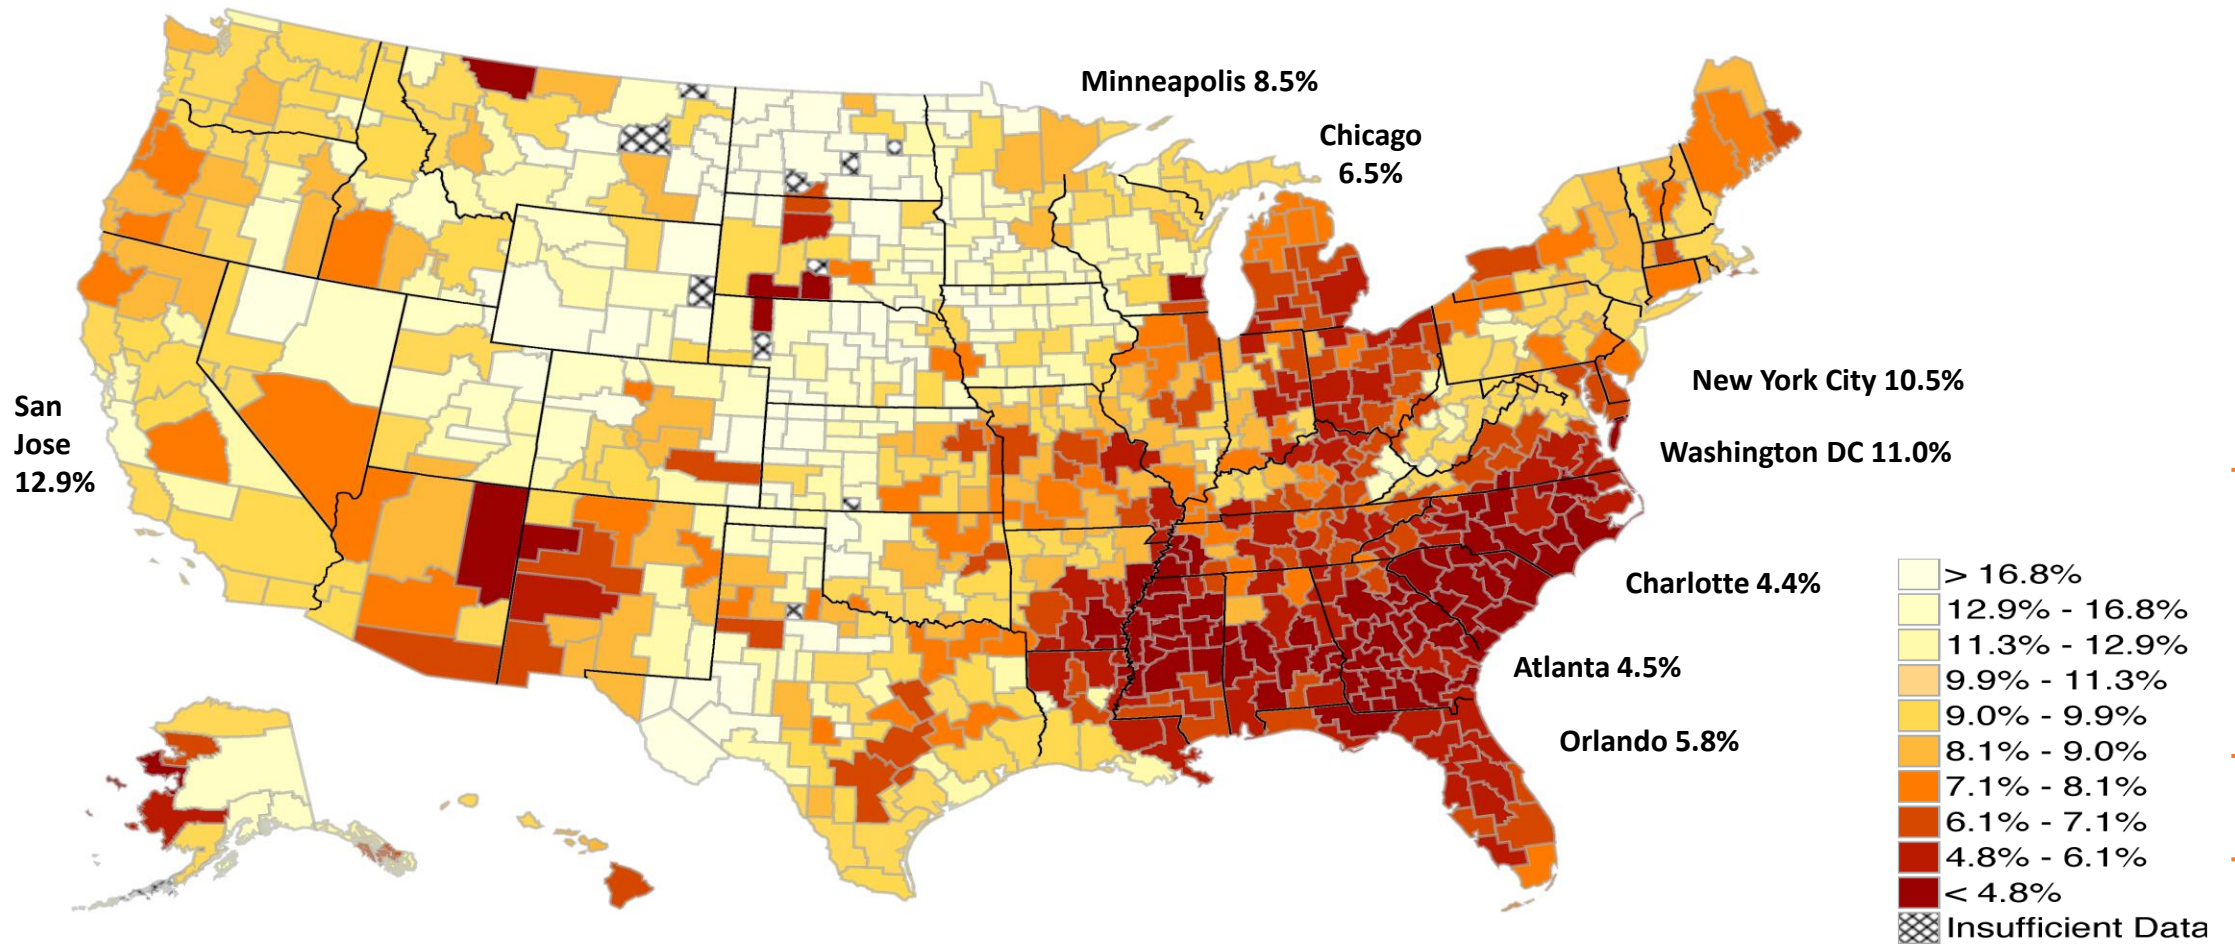 Minneapolis 8.5%
Chicago
6.5%
San
Jose
12.9%
New York City 10.5%
Washington DC 11.0%
Charlotte 4.4%
Atlanta 4.5%
Orlando 5.8%
> 16.8%
12.9% - 16.8%
11.3% - 12.9%
9.9% - 11.3%
9.0% - 9.9%
8.1% - 9.0%
7.1% - 8.1%
6.1% - 7.1%
4.8% - 6.1%
< 4.8%
Insufficient Data